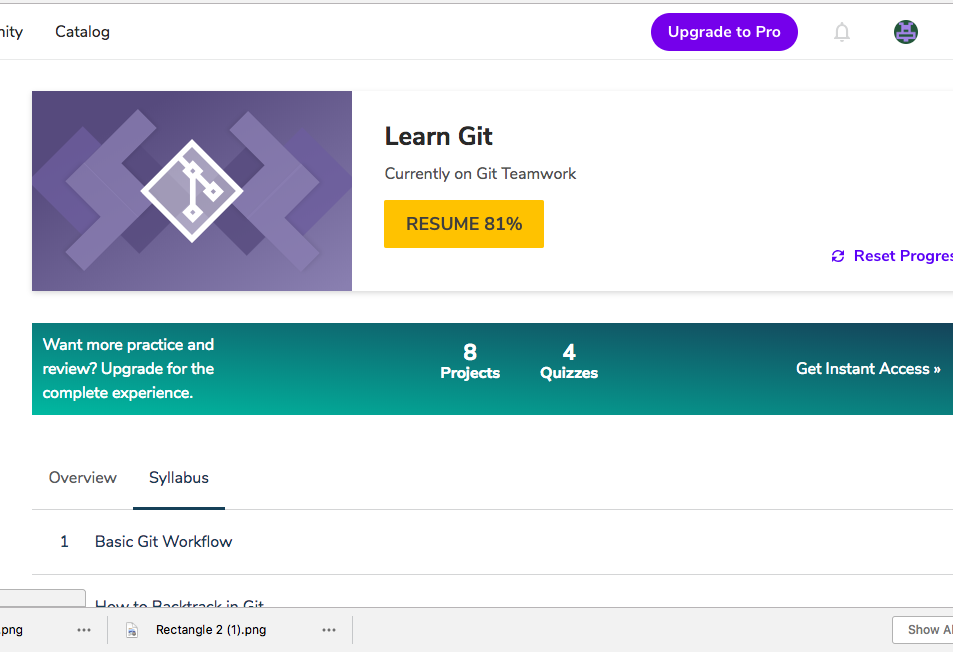 nity
Catalog
Upgrade to Pro
Learn Git
Currently on Git Teamwork
RESUME 81%
Reset Progres
Want more practice and
review? Upgrade for the
complete experience.
8
Projects
4
Quizzes
Get Instant Access »
Overview
Syllabus
1 Basic Git Workflow
How to Backtrack in Git
.png
Rectangle 2 (1).png
Show Al